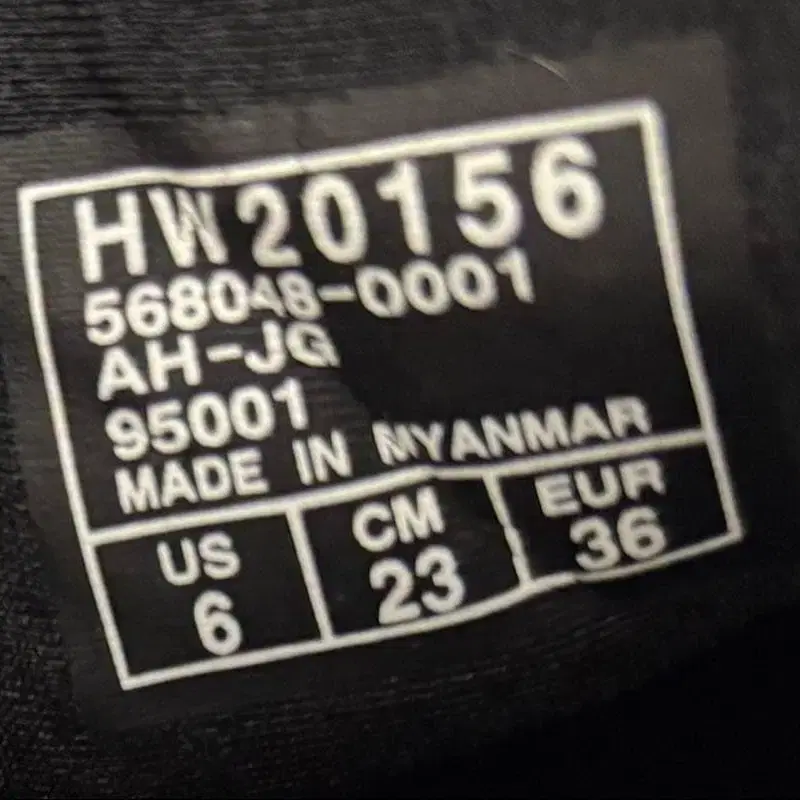 HW20156
568048-0001
AH-JG
95001
MADE IN MYANMAR
US CM EUR
6 23 36